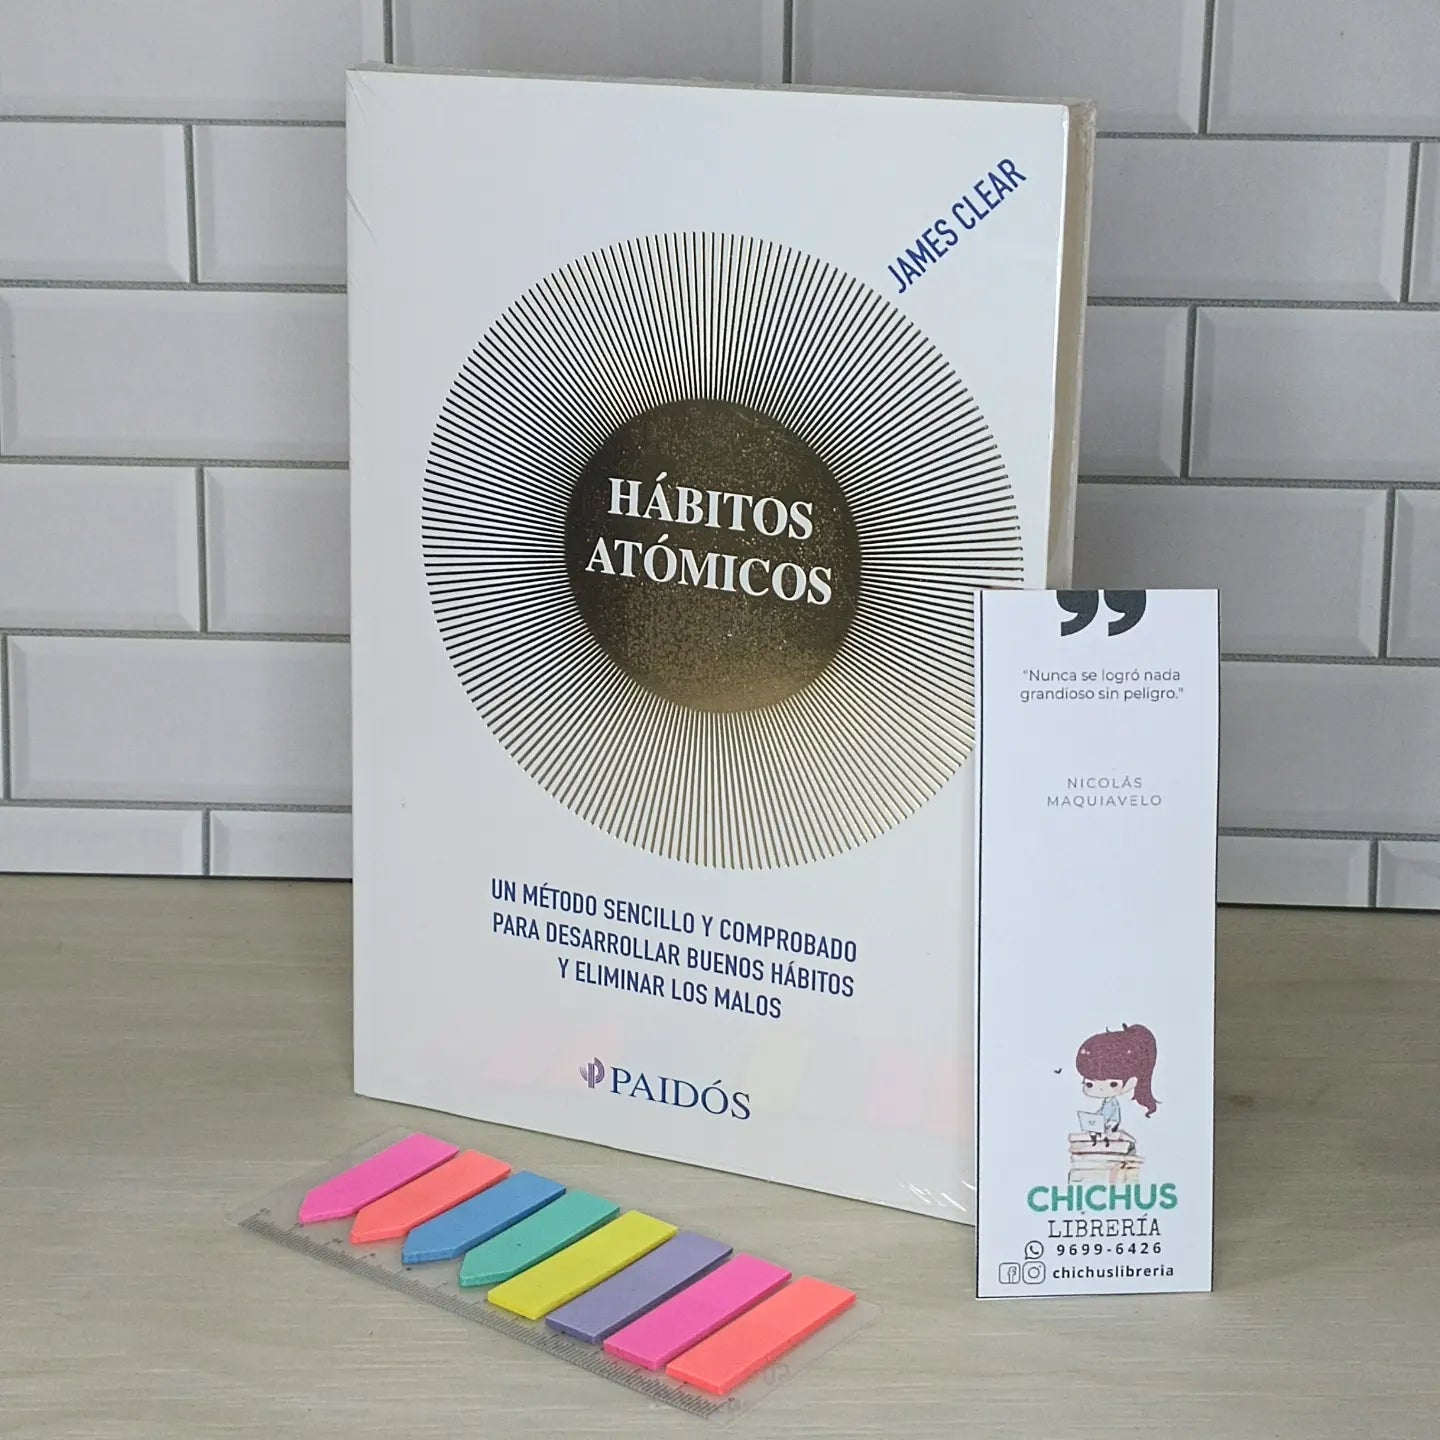 JAMES CLEAR
HÁBITOS
ATÓMICOS
UN MÉTODO SENCILLO Y COMPROBADO
PARA DESARROLLAR BUENOS HÁBITOS
Y ELIMINAR LOS MALOS
PAIDÓS
"Nunca se logró nada
grandioso sin peligro."
NICOLÁS
MAQUIAVELO
CHICHUS
LIBRERÍA
9699-6426
chichuslibreria